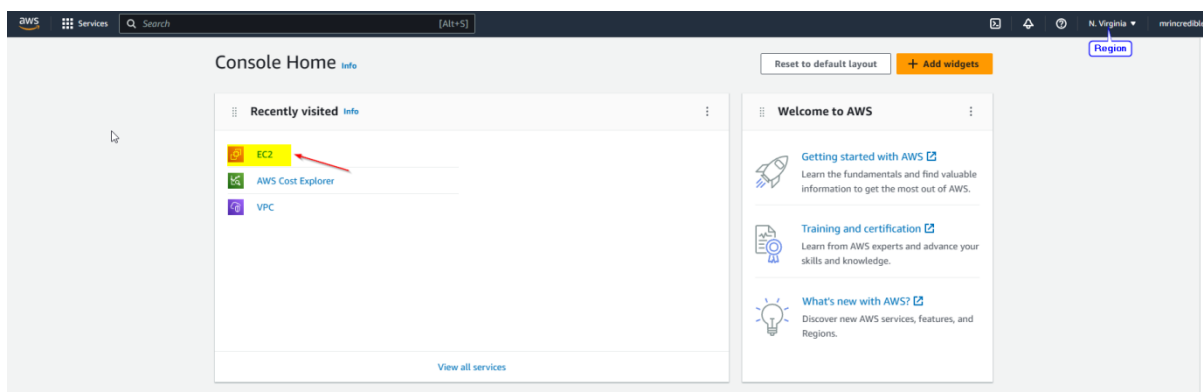 aws Services Search [Alt+S] N. Virginia ▼ mrincredible
Region
Console Home Info
Reset to default layout
+ Add widgets
Recently visited Info
EC2
AWS Cost Explorer
VPC
View all services
Welcome to AWS
Getting started with AWS
Learn the fundamentals and find valuable
information to get the most out of AWS.
Training and certification
Learn from AWS experts and advance your
skills and knowledge.
What's new with AWS?
Discover new AWS services, features, and
Regions.